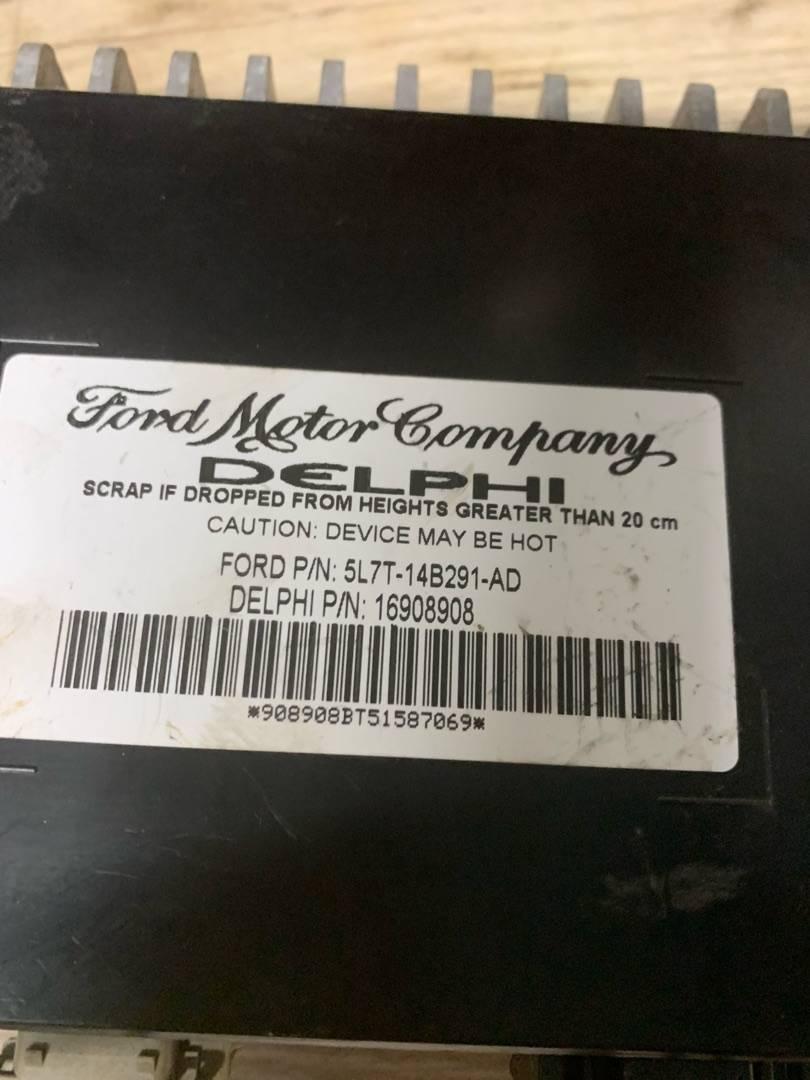 Ford Motor Company
DELPHI
SCRAP IF DROPPED FROM HEIGHTS GREATER THAN 20 cm
CAUTION: DEVICE MAY BE HOT
FORD P/N: 5L7T-14B291-AD
DELPHI P/N: 16908908
*908908BT51587069*